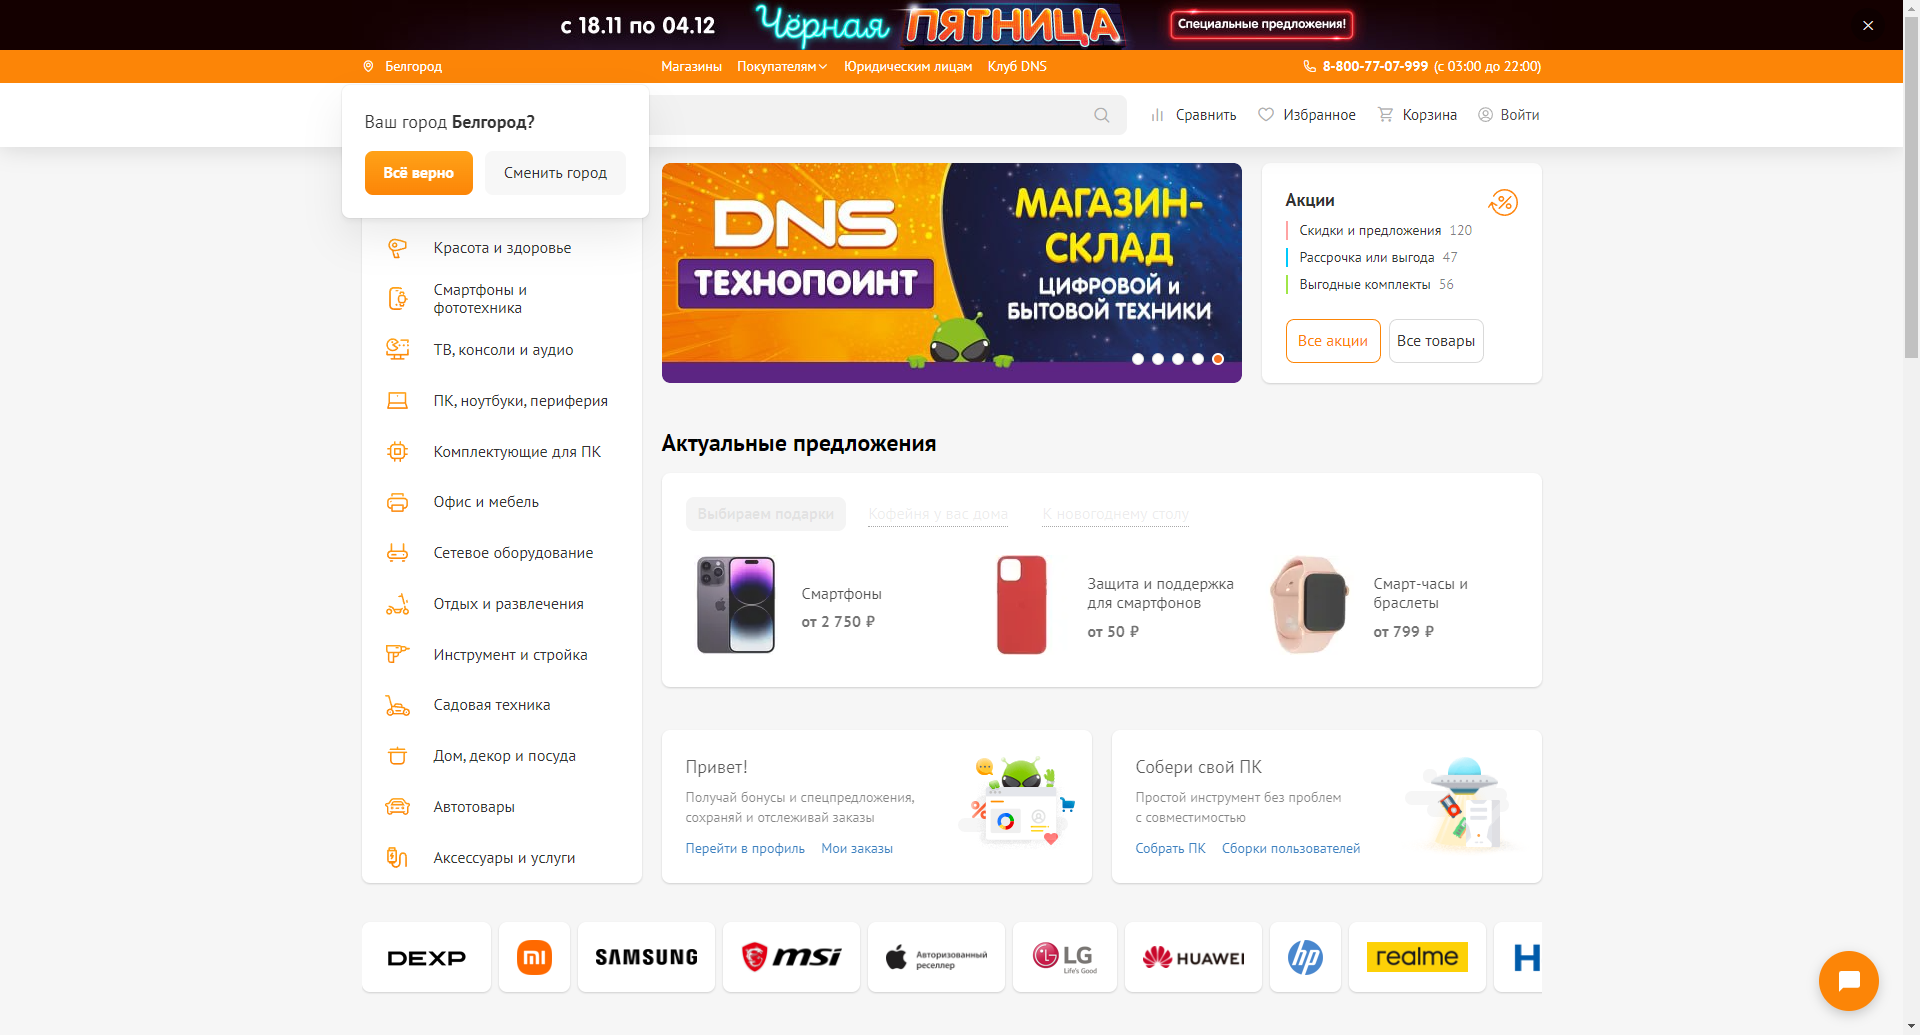 с 18.11 по 04.12
Чёрная ПЯТНИЦА
Специальные предложения!
Белгород
Магазины
Покупателям
Юридическим лицам
Клуб DNS
8-800-77-07-999 (с 03:00 до 22:00)
Ваш город Белгород?
Всё верно
Сменить город
Сравнить
Избранное
Корзина
Войти
Красота и здоровье
Смартфоны и
фототехника
ТВ, консоли и аудио
ПК, ноутбуки, периферия
Комплектующие для ПК
Офис и мебель
Сетевое оборудование
Отдых и развлечения
Инструмент и стройка
Садовая техника
Дом, декор и посуда
Автотовары
Аксессуары и услуги
DNS
ТЕХНОПОИНТ
МАГАЗИН-
СКЛАД
ЦИФРОВОЙ и
БЫТОВОЙ ТЕХНИКИ
Акции
Скидки и предложения 120
Рассрочка или выгода 47
Выгодные комплекты 56
Все акции
Все товары
Актуальные предложения
Выбираем подарки
Кофейня у вас дома
К новогоднему столу
Смартфоны
от 2 750 ₽
Защита и поддержка
для смартфонов
от 50 ₽
Смарт-часы и
браслеты
от 799 ₽
Привет!
Получай бонусы и спецпредложения,
сохраняй и отслеживай заказы
Перейти в профиль
Мои заказы
Собери свой ПК
Простой инструмент без проблем
с совместимостью
Собрать ПК
Сборки пользователей
DEXP
mi
SAMSUNG
msi
Авторизованный
реселлер
LG
Life's Good
HUAWEI
hp
realme
H